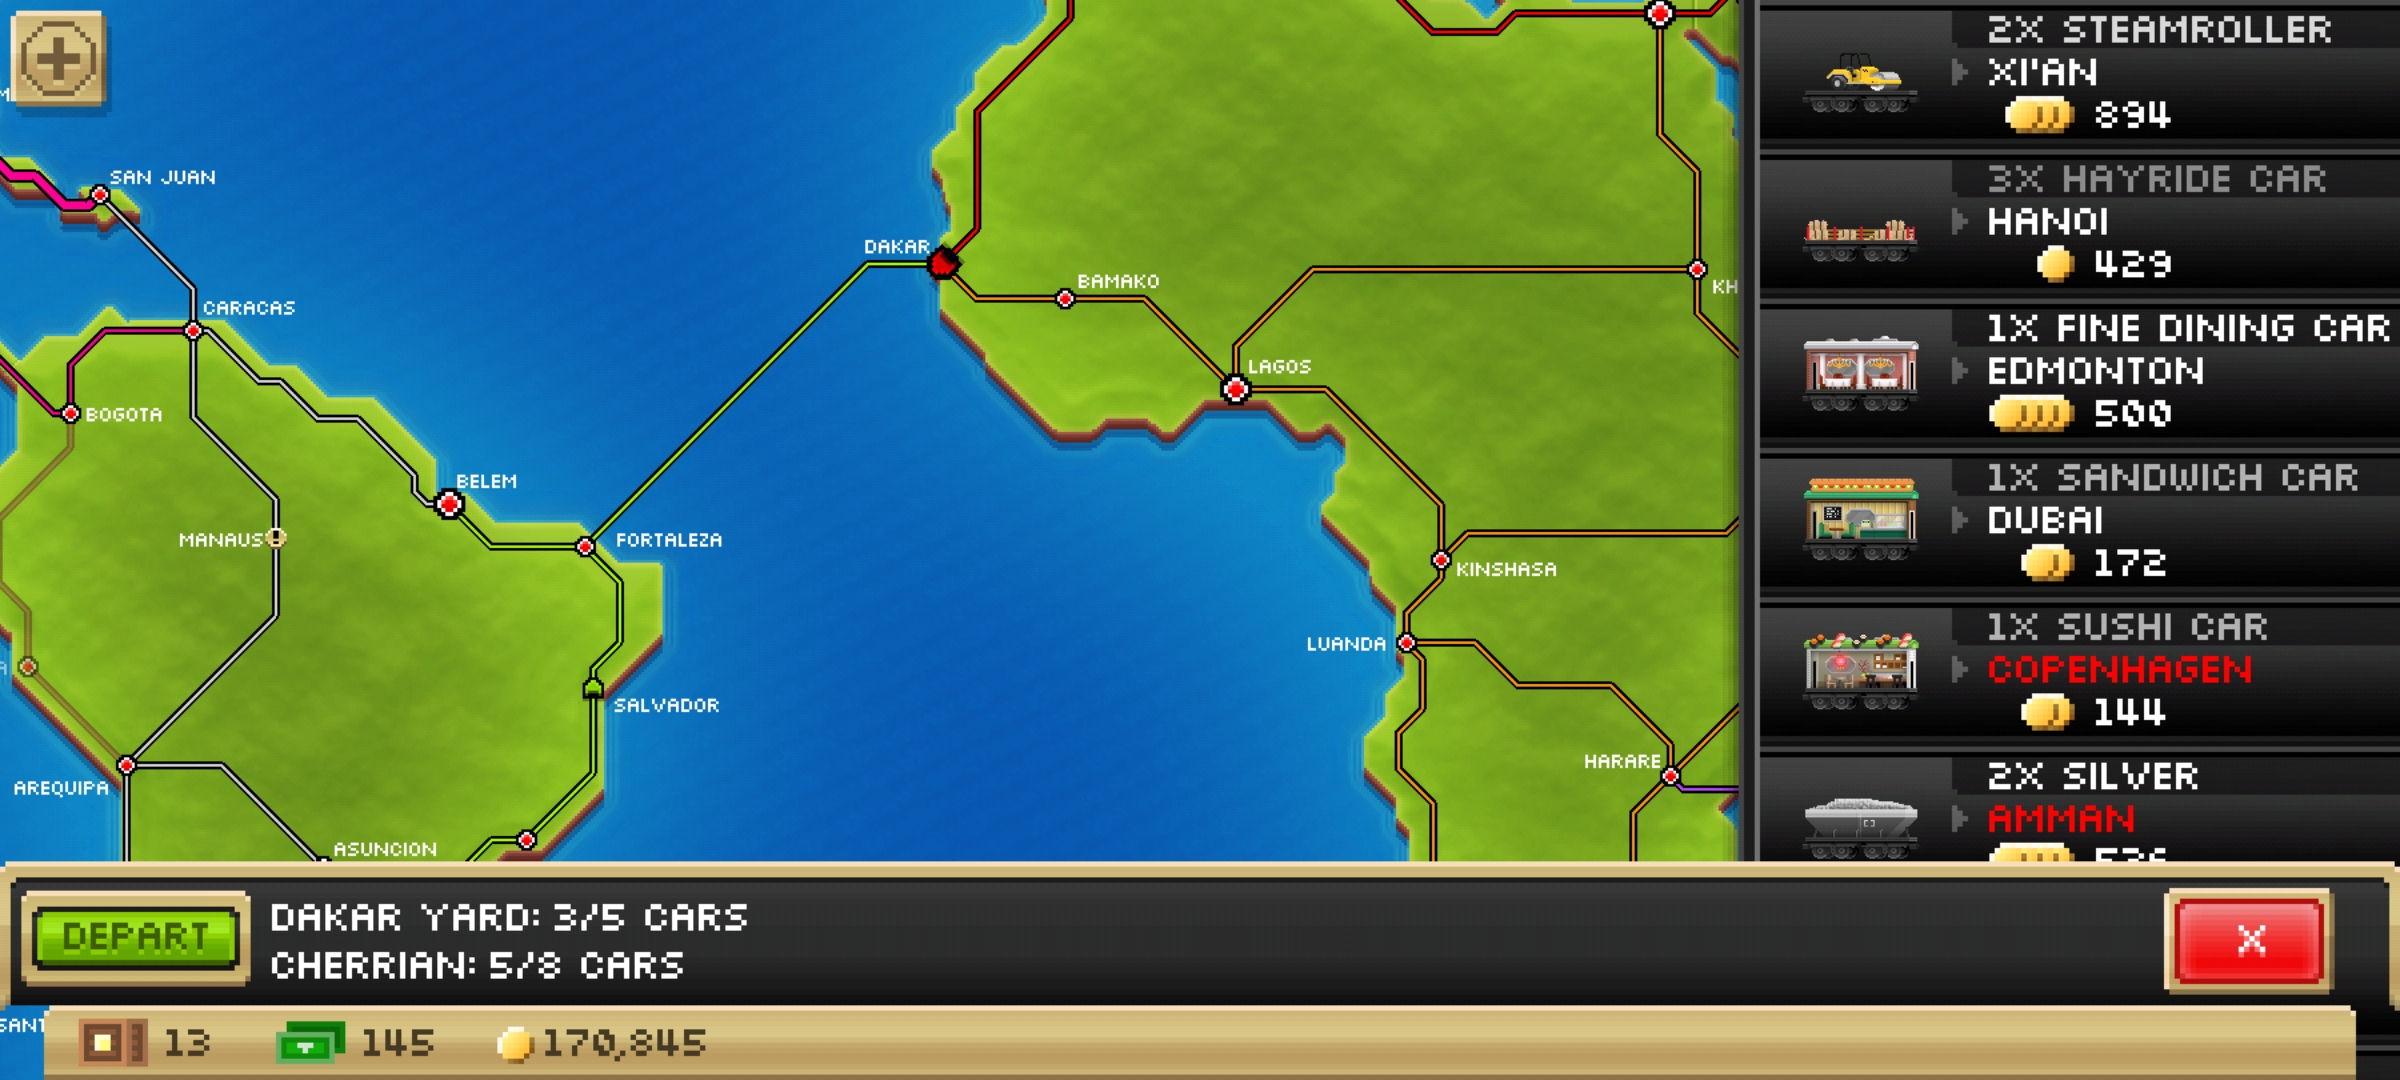 SAN JUAN
CARACAS
BOGOTA
BELEM
MANAUS
FORTALEZA
SALVADOR
AREQUIPA
ASUNCION
DAKAR
BAMAKO
LAGOS
KH
KINSHASA
LUANDA
HARARE
2X STEAMROLLER
XI'AN
894
3X HAYRIDE CAR
HANOI
429
1X FINE DINING CAR
EDMONTON
500
1X SANDWICH CAR
DUBAI
172
1X SUSHI CAR
COPENHAGEN
144
2X SILVER
AMMAN
DEPART
DAKAR YARD: 3/5 CARS
CHERRIAN: 5/8 CARS
X
SANT
13
145
170,845